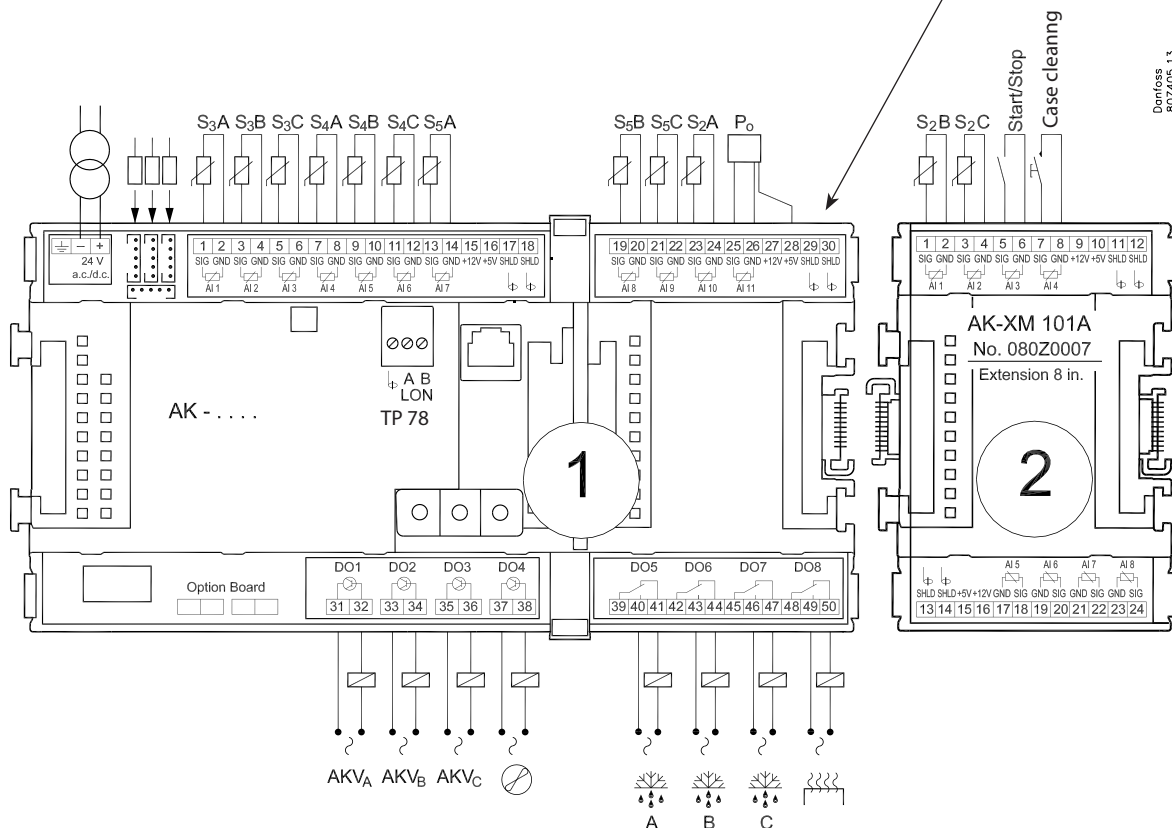 Danfoss
Start/Stop
Case cleanng
S3A S3B S3C S4A S4B S4C S5A
S5B S5C S2A Po
S2B S2C
– +
24 V
a.c./d.c.
1 2 3 4 5 6 7 8 9 10 11 12 13 14 15 16 17 18
SIG GND SIG GND SIG GND SIG GND SIG GND SIG GND SIG GND +12V +5V SHLD SHLD
AI 1 AI 2 AI 3 AI 4 AI 5 AI 6 AI 7
19 20 21 22 23 24 25 26 27 28 29 30
SIG GND SIG GND SIG GND SIG GND +12V +5V SHLD SHLD
AI 8 AI 9 AI 10 AI 11
1 2 3 4 5 6 7 8 9 10 11 12
SIG GND SIG GND SIG GND SIG GND +12V +5V SHLD SHLD
AI 1 AI 2 AI 3 AI 4
AK - . . . .
A B
LON
TP 78
1
AK-XM 101A
No. 080Z0007
Extension 8 in.
2
Option Board
DO1 DO2 DO3 DO4
31 32 33 34 35 36 37 38
DO5 DO6 DO7 DO8
39 40 41 42 43 44 45 46 47 48 49 50
AI 5 AI 6 AI 7 AI 8
SHLD SHLD +5V +12V GND SIG GND SIG GND SIG GND SIG
13 14 15 16 17 18 19 20 21 22 23 24
AKVA AKVB AKVC
A B C